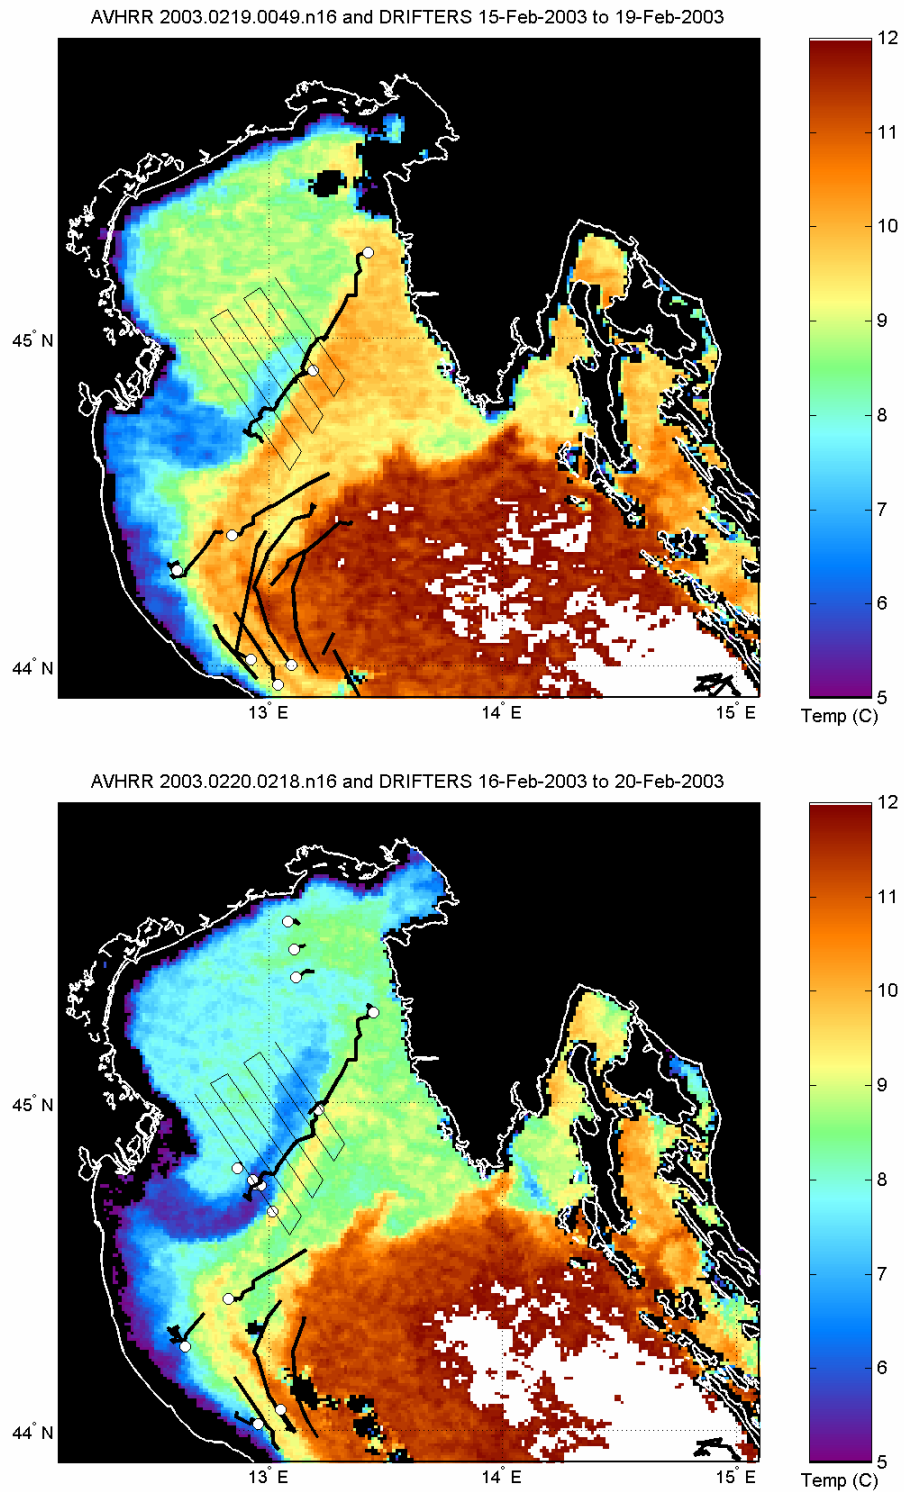 AVHRR 2003.0219.0049.n16 and DRIFTERS 15-Feb-2003 to 19-Feb-2003
12
11
10
9
8
7
6
5
Temp (C)
45° N
44° N
13° E
14° E
15° E
AVHRR 2003.0220.0218.n16 and DRIFTERS 16-Feb-2003 to 20-Feb-2003
12
11
10
9
8
7
6
5
Temp (C)
45° N
44° N
13° E
14° E
15° E